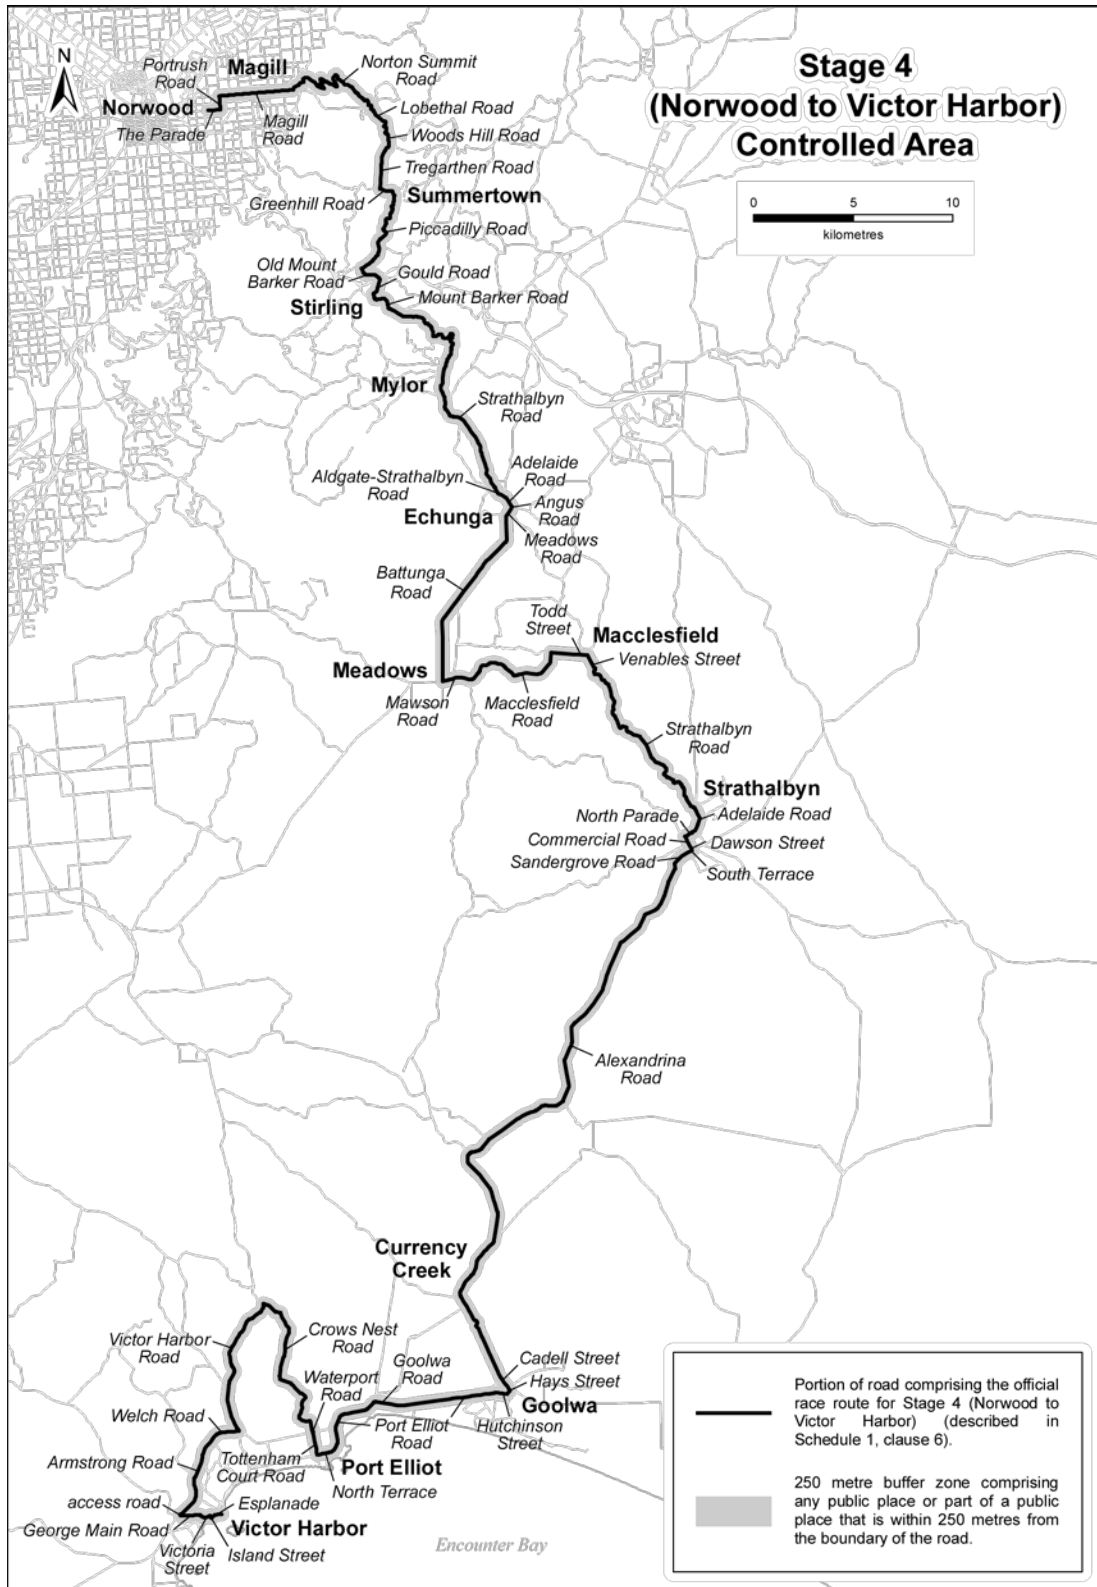 Stage 4
(Norwood to Victor Harbor)
Controlled Area
0 5 10
kilometres
N
Portrush
Road
Magill
Norton Summit
Road
Norwood
The Parade
Magill
Road
Lobethal Road
Woods Hill Road
Tregarthen Road
Greenhill Road
Summertown
Piccadilly Road
Old Mount
Barker Road
Gould Road
Stirling
Mount Barker Road
Mylor
Strathalbyn
Road
Aldgate-Strathalbyn
Road
Adelaide
Road
Echunga
Angus
Road
Meadows
Road
Battunga
Road
Todd
Street
Macclesfield
Venables Street
Meadows
Mawson
Road
Macclesfield
Road
Strathalbyn
Road
Strathalbyn
North Parade
Adelaide Road
Commercial Road
Dawson Street
Sandergrove Road
South Terrace
Alexandrina
Road
Currency
Creek
Victor Harbor
Road
Crows Nest
Road
Waterport
Road
Goolwa
Road
Cadell Street
Hays Street
Goolwa
Hutchinson
Street
Welch Road
Port Elliot
Road
Tottenham
Court Road
Port Elliot
North Terrace
Armstrong Road
access road
Esplanade
George Main Road
Victor Harbor
Victoria
Street
Island Street
Encounter Bay
Portion of road comprising the official
race route for Stage 4 (Norwood to
Victor Harbor) (described in
Schedule 1, clause 6).
250 metre buffer zone comprising
any public place or part of a public
place that is within 250 metres from
the boundary of the road.